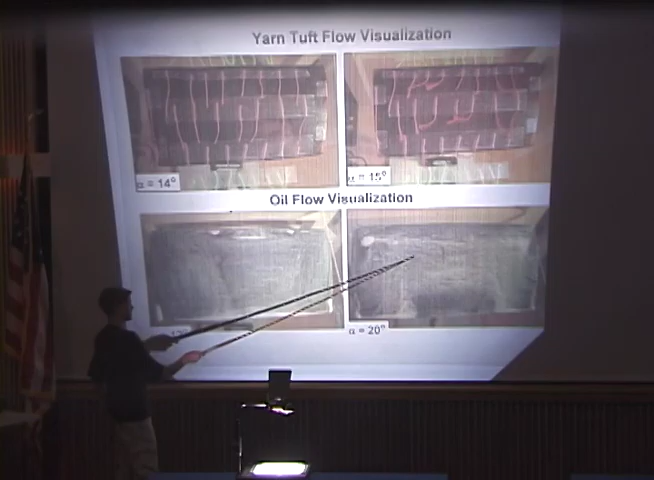 Yarn Tuft Flow Visualization
α = 14°
α = 15°
Oil Flow Visualization
α = 20°